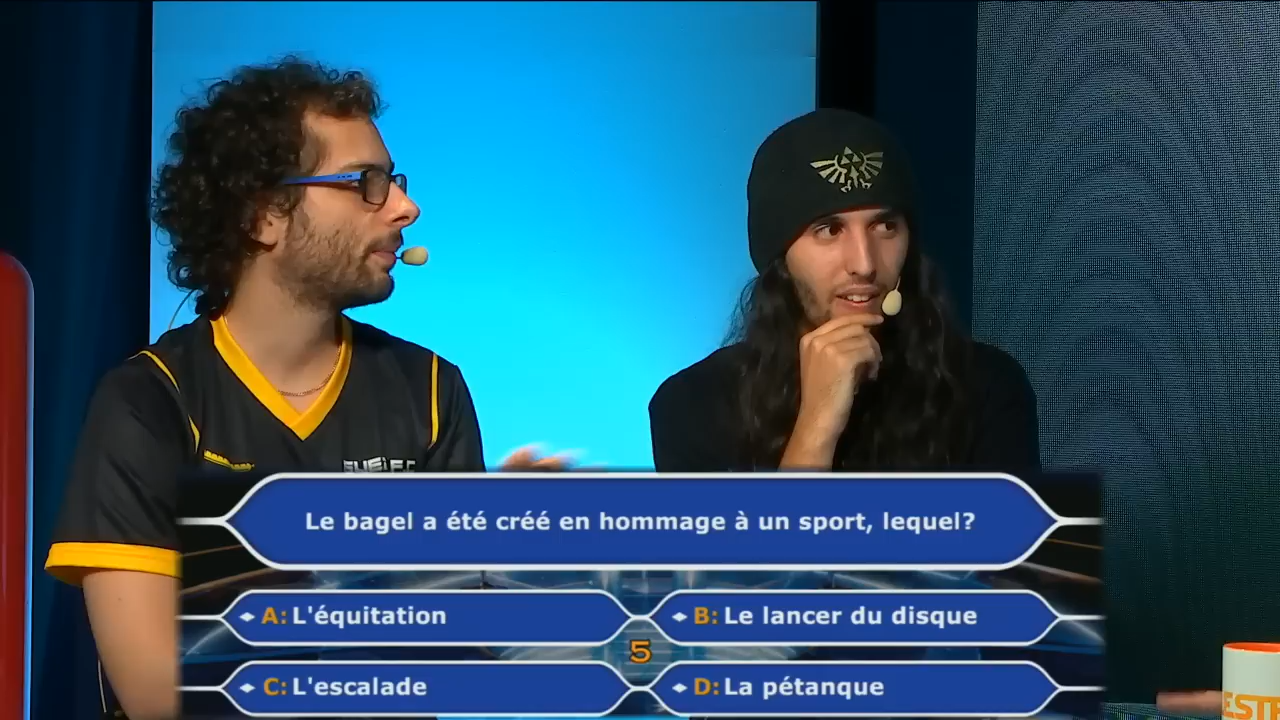 Le bagel a été créé en hommage à un sport, lequel?
A: L'équitation
B: Le lancer du disque
5
C: L'escalade
D: La pétanque